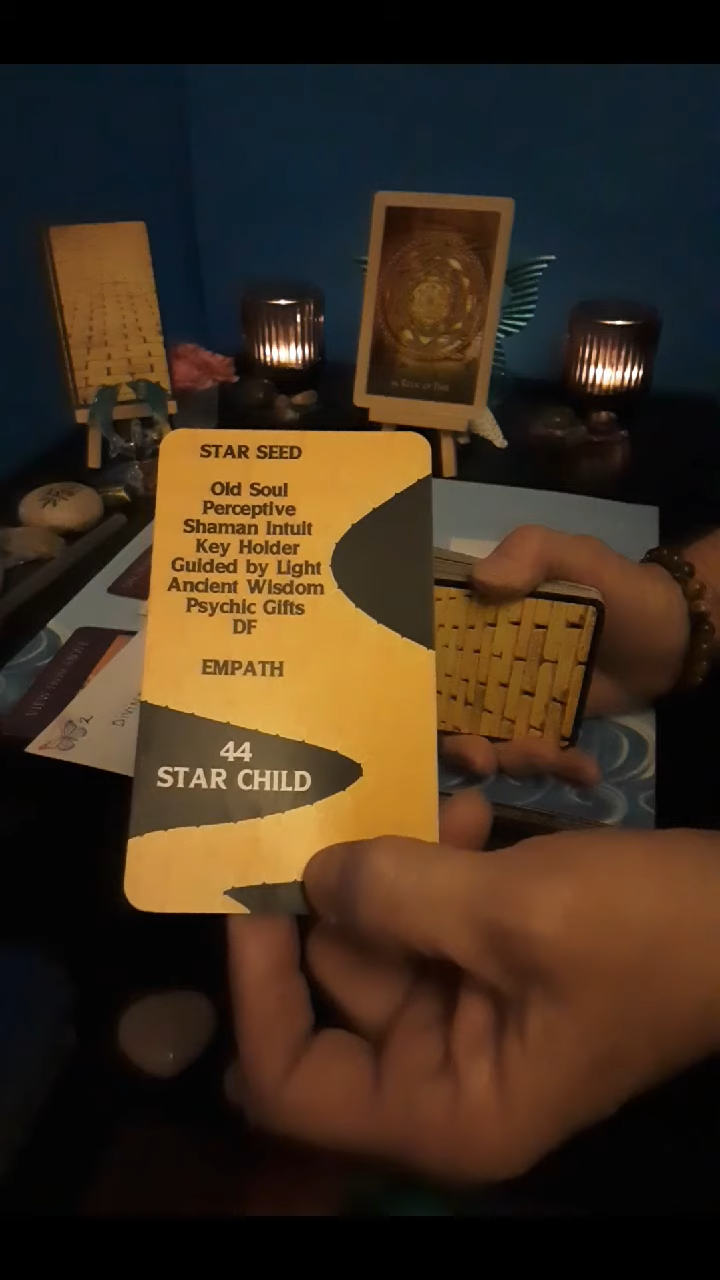 STAR SEED
Old Soul
Perceptive
Shaman Intuit
Key Holder
Guided by Light
Ancient Wisdom
Psychic Gifts
DF
EMPATH
44
STAR CHILD
2